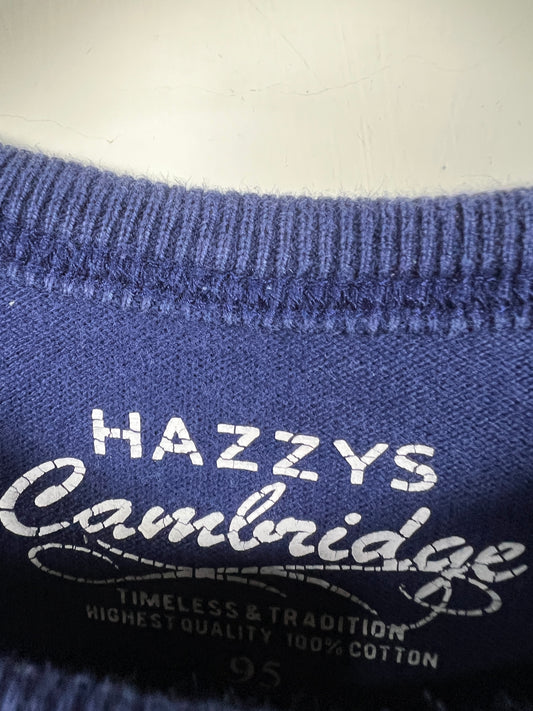 HAZZYS
Cambridge
TIMELESS & TRADITION
HIGHEST QUALITY 100% COTTON
95